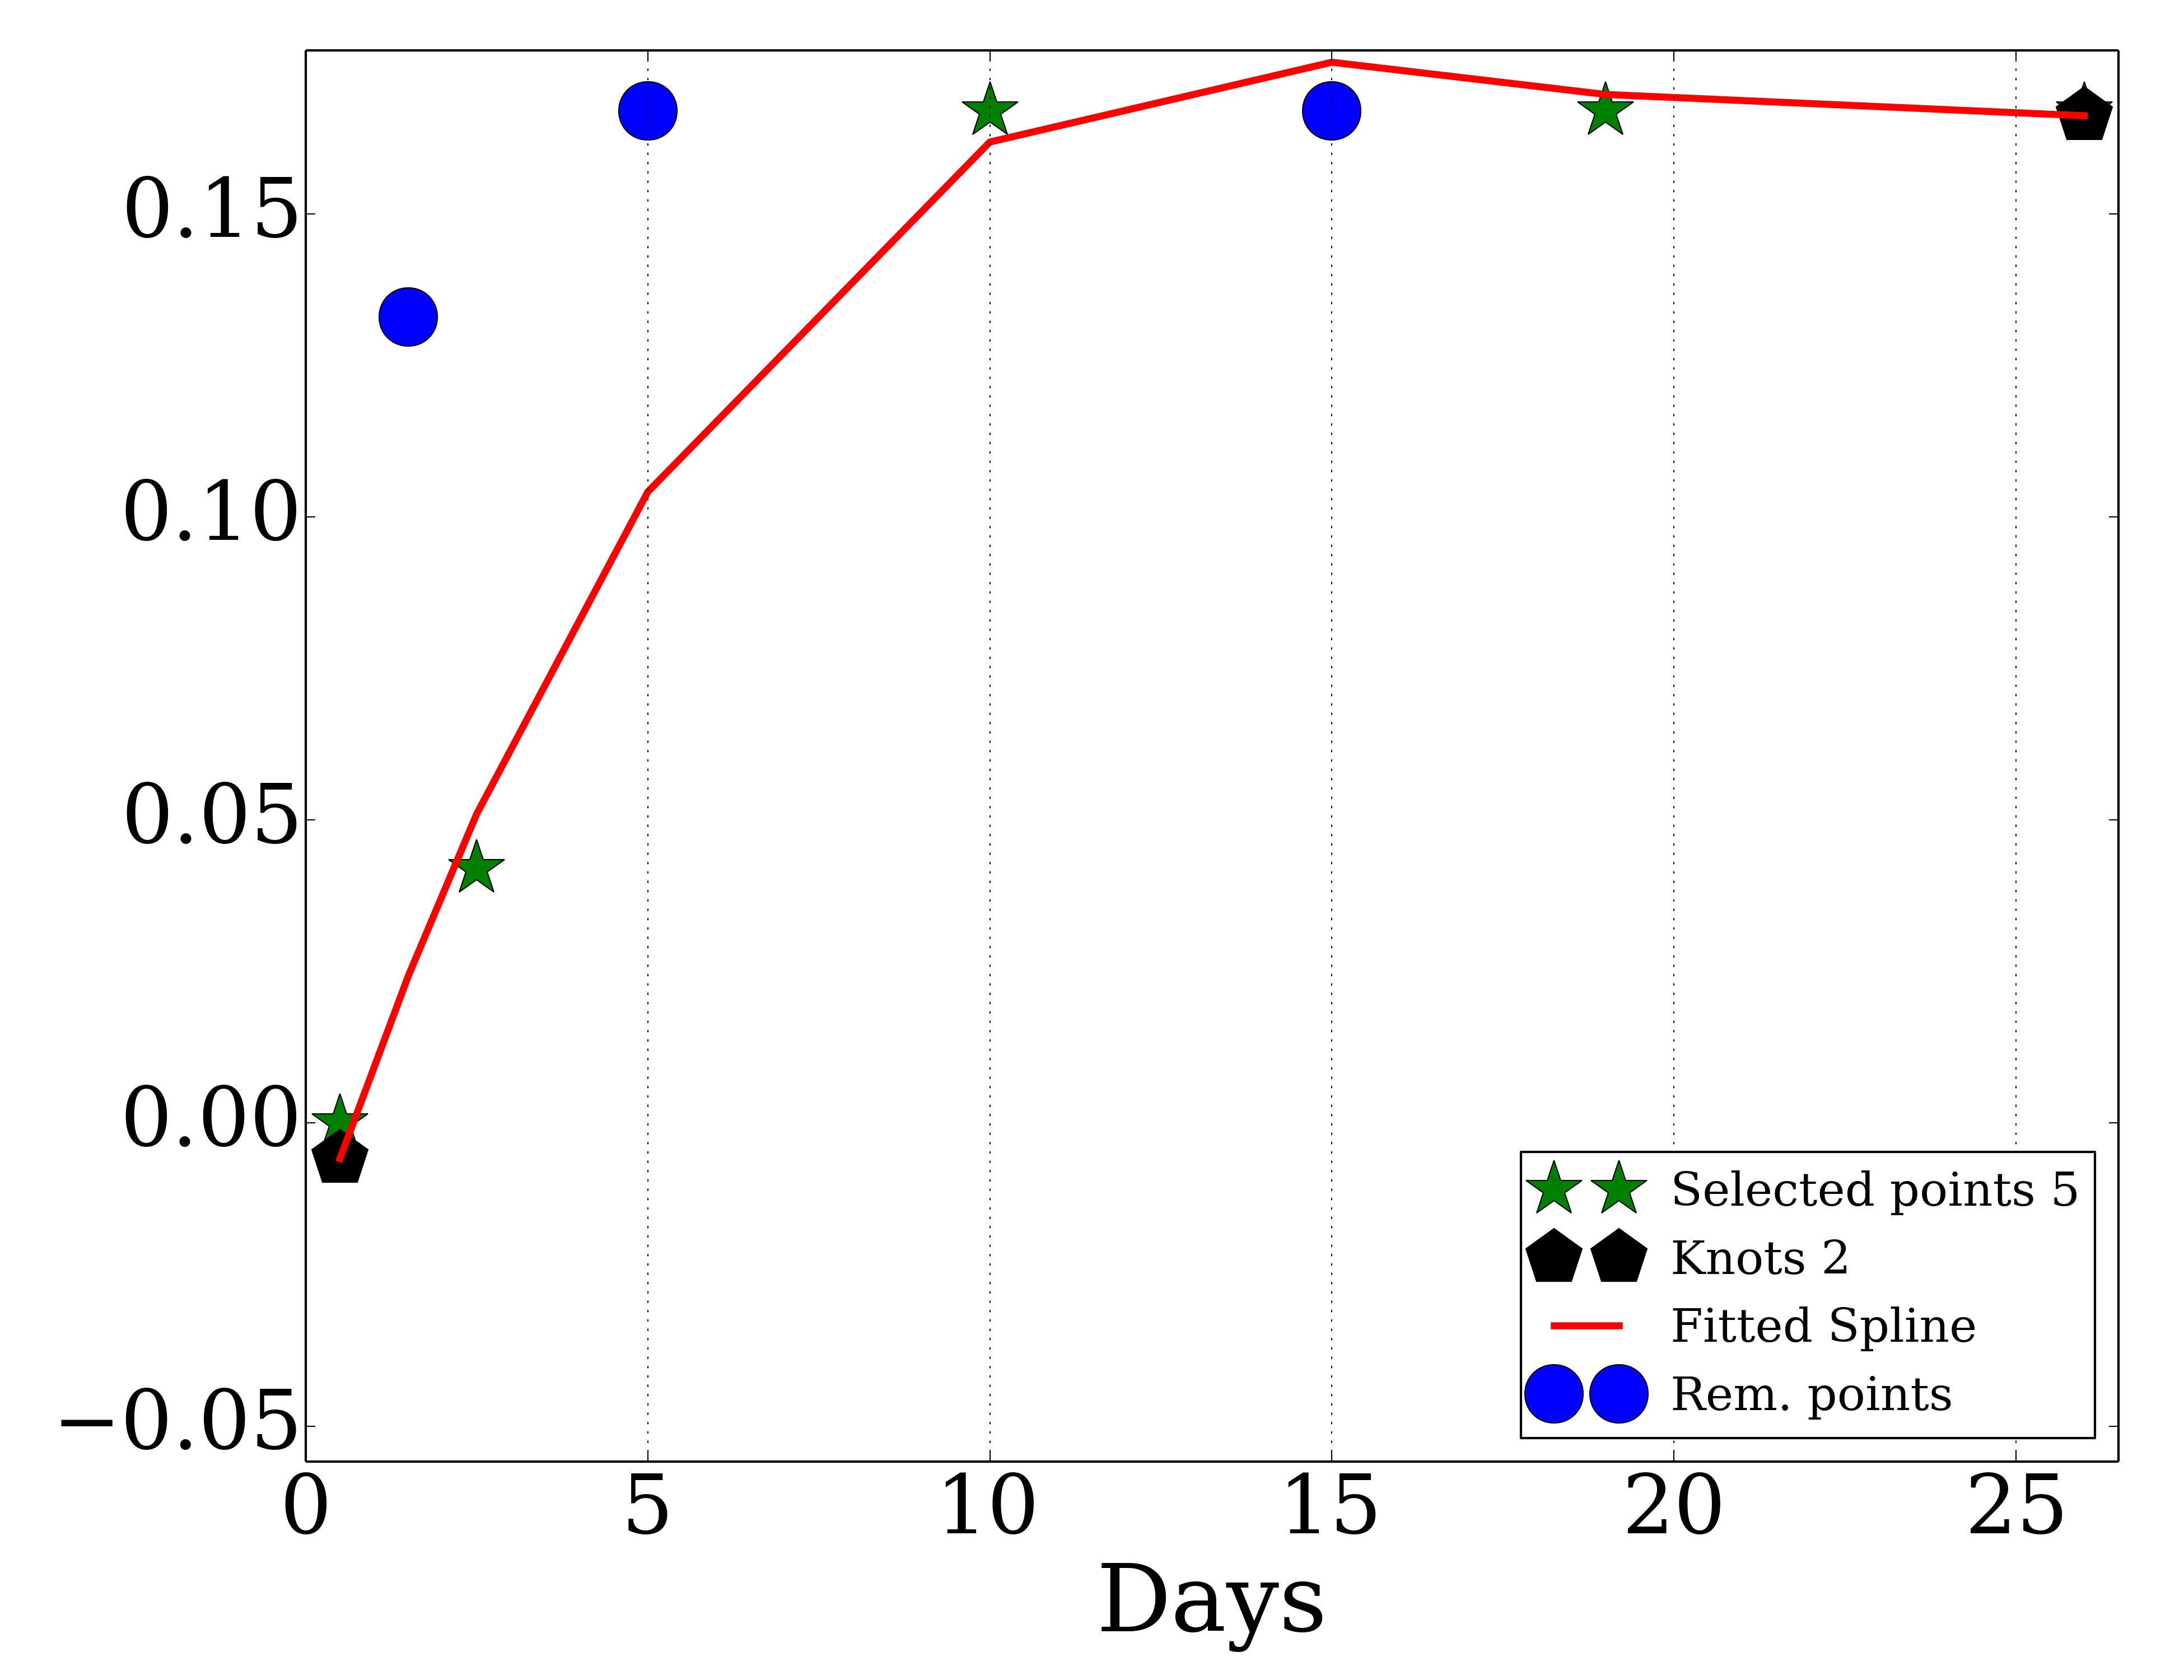 0.15
0.10
0.05
0.00
−0.05
0 5 10 15 20 25
Days
Selected points 5
Knots 2
Fitted Spline
Rem. points